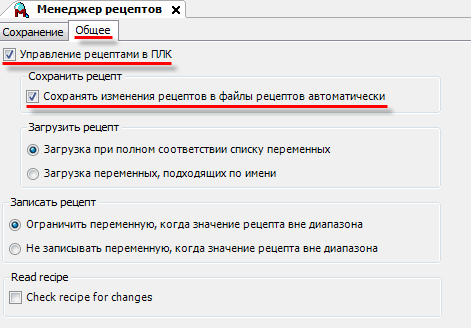 Менеджер рецептов
Сохранение Общее
Управление рецептами в ПЛК
Сохранить рецепт
Сохранять изменения рецептов в файлы рецептов автоматически
Загрузить рецепт
Загрузка при полном соответствии списку переменных
Загрузка переменных, подходящих по имени
Записать рецепт
Ограничить переменную, когда значение рецепта вне диапазона
Не записывать переменную, когда значение рецепта вне диапазона
Read recipe
Check recipe for changes